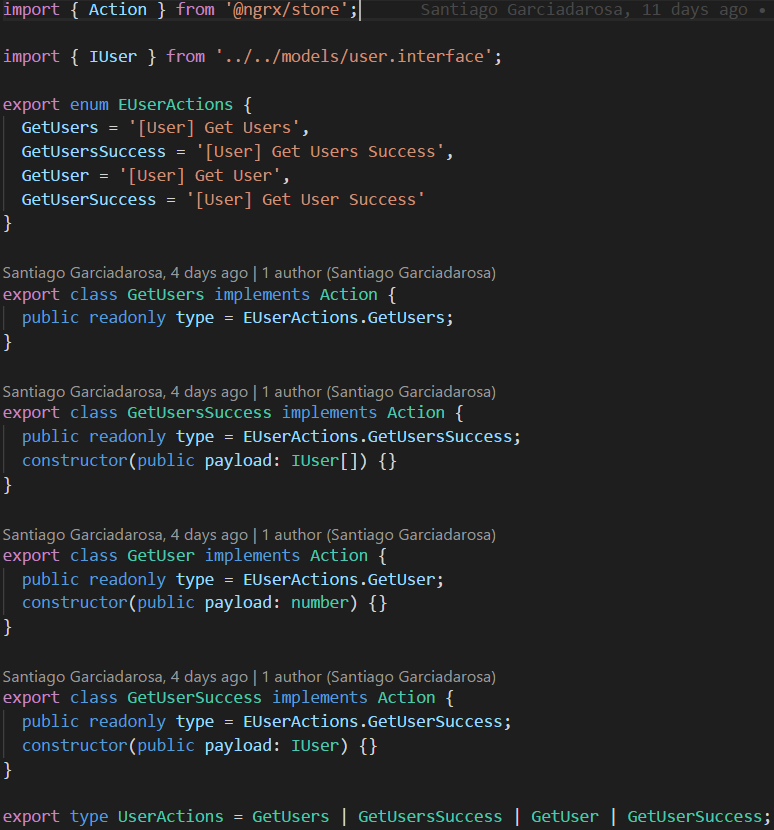 import { Action } from '@ngrx/store'; Santiago Garciadarosa, 11 days ago •
import { IUser } from '../../models/user.interface';
export enum EUserActions {
GetUsers = '[User] Get Users',
GetUsersSuccess = '[User] Get Users Success',
GetUser = '[User] Get User',
GetUserSuccess = '[User] Get User Success'
}
Santiago Garciadarosa, 4 days ago | 1 author (Santiago Garciadarosa)
export class GetUsers implements Action {
public readonly type = EUserActions.GetUsers;
}
Santiago Garciadarosa, 4 days ago | 1 author (Santiago Garciadarosa)
export class GetUsersSuccess implements Action {
public readonly type = EUserActions.GetUsersSuccess;
constructor(public payload: IUser[]) {}
}
Santiago Garciadarosa, 4 days ago | 1 author (Santiago Garciadarosa)
export class GetUser implements Action {
public readonly type = EUserActions.GetUser;
constructor(public payload: number) {}
}
Santiago Garciadarosa, 4 days ago | 1 author (Santiago Garciadarosa)
export class GetUserSuccess implements Action {
public readonly type = EUserActions.GetUserSuccess;
constructor(public payload: IUser) {}
}
export type UserActions = GetUsers | GetUsersSuccess | GetUser | GetUserSuccess;